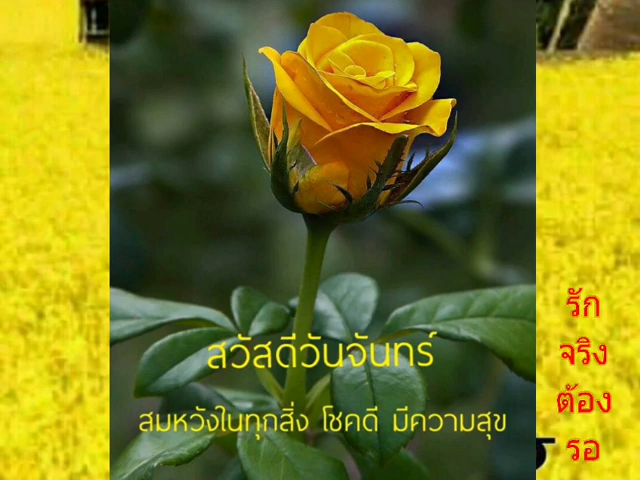 สวัสดีวันจันทร์
สมหวังในทุกสิ่ง โชคดี มีความสุข
รัก
จริง
ต้อง
รอ